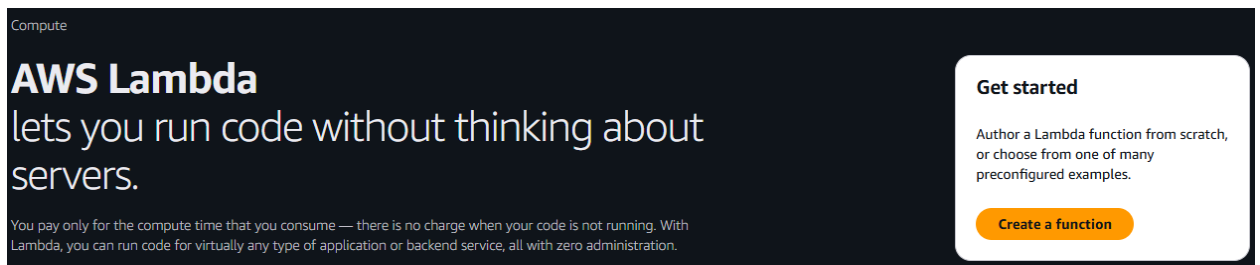 Compute
AWS Lambda
lets you run code without thinking about
servers.
You pay only for the compute time that you consume — there is no charge when your code is not running. With
Lambda, you can run code for virtually any type of application or backend service, all with zero administration.
Get started
Author a Lambda function from scratch,
or choose from one of many
preconfigured examples.
Create a function